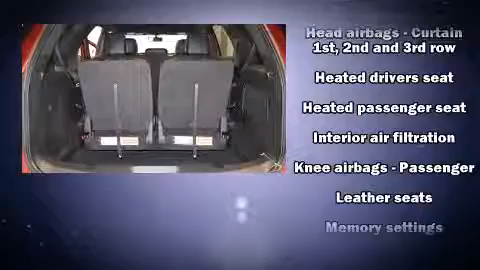 Head airbags - Curtain
1st, 2nd and 3rd row
Heated drivers seat
Heated passenger seat
Interior air filtration
Knee airbags - Passenger
Leather seats
Memory settings